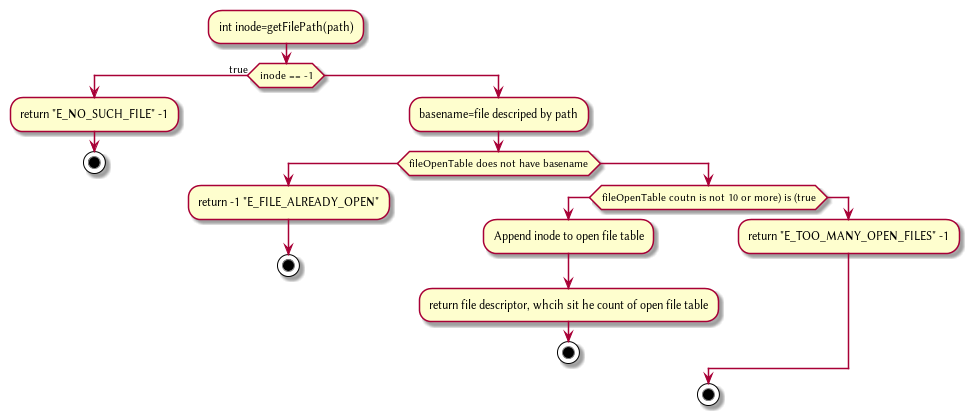 int inode=getFilePath(path)
true
inode == -1
return "E_NO_SUCH_FILE" -1
basename=file descriped by path
fileOpenTable does not have basename
return -1 "E_FILE_ALREADY_OPEN"
fileOpenTable coutn is not 10 or more) is (true
Append inode to open file table
return "E_TOO_MANY_OPEN_FILES" -1
return file descriptor, whcih sit he count of open file table